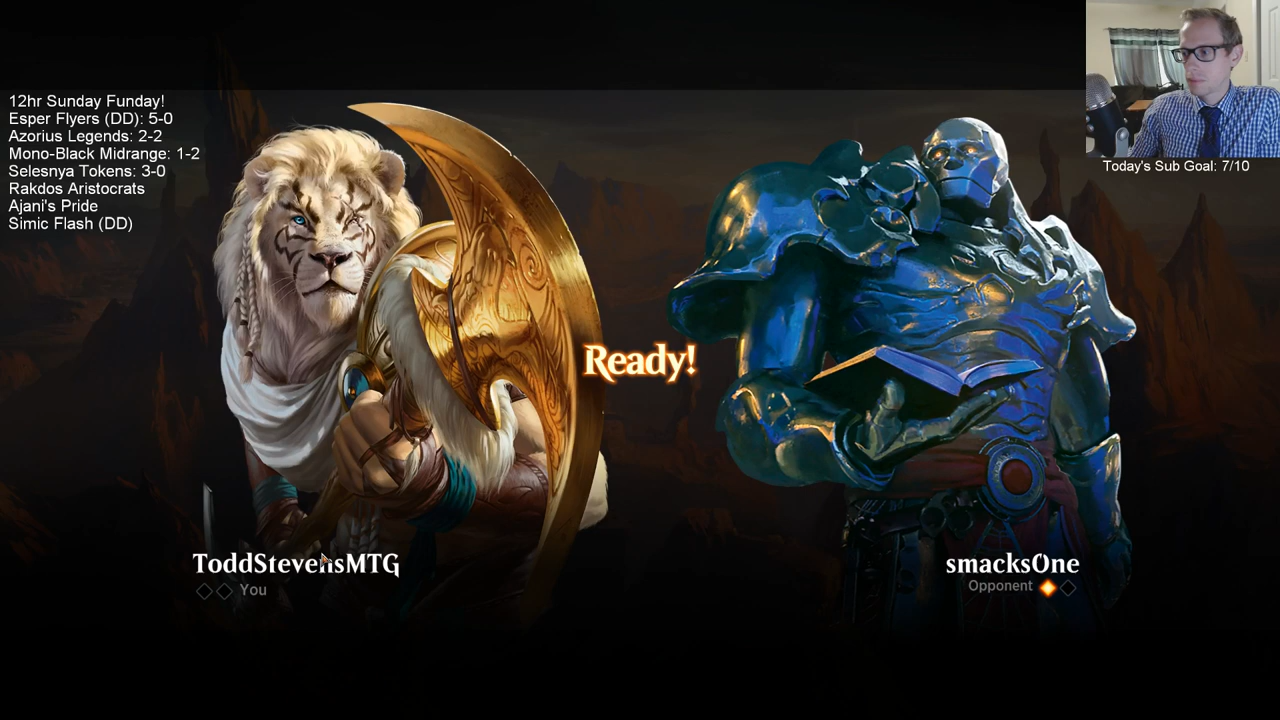 12hr Sunday Funday!
Esper Flyers (DD): 5-0
Azorius Legends: 2-2
Mono-Black Midrange: 1-2
Selesnya Tokens: 3-0
Rakdos Aristocrats
Ajani's Pride
Simic Flash (DD)
Today's Sub Goal: 7/10
Ready!
ToddStevensMTG
You
smacksOne
Opponent